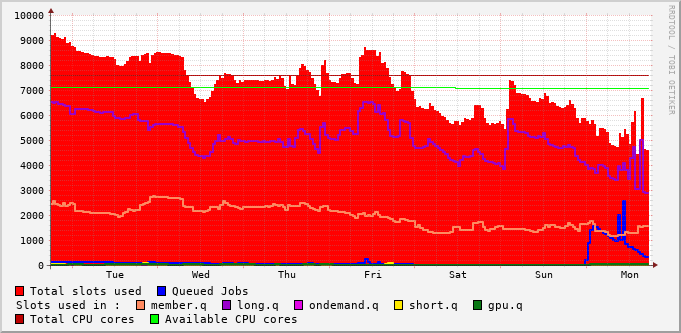 10000
9000
8000
7000
6000
5000
4000
3000
2000
1000
0
Tue Wed Thu Fri Sat Sun Mon
RRDTOOL / TOBI OETIKER
Total slots used Queued Jobs
Slots used in : member.q long.q ondemand.q short.q gpu.q
Total CPU cores Available CPU cores